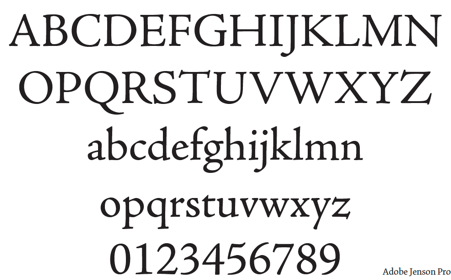 ABCDEFGHIJKLMN
OPQRSTUVWXYZ
abcdefghijklmn
opqrstuvwxyz
0123456789
Adobe Jenson Pro